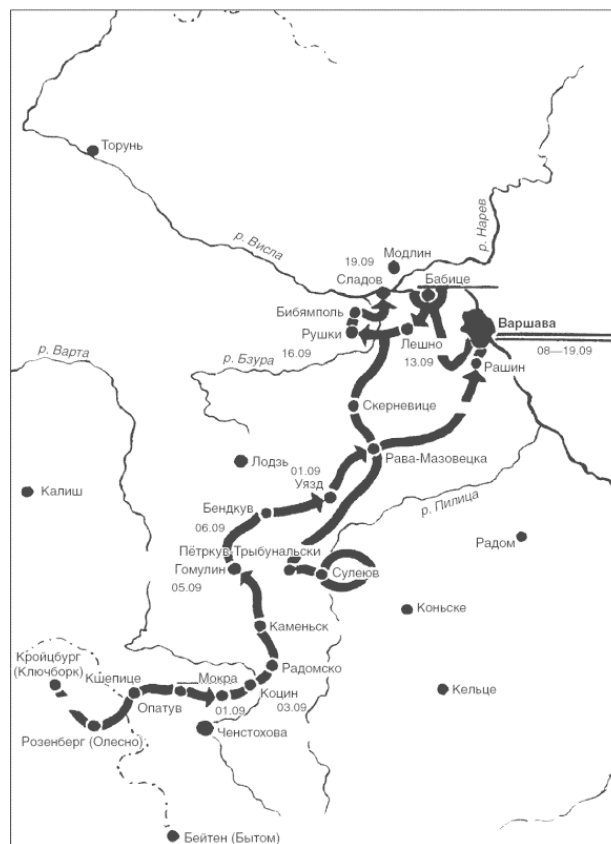 Торунь
р. Висла
р. Нарев
19.09
Модлин
Сладов
Бабице
Бибямполь
Рушки
Варшава
р. Варта
р. Бзура
16.09
Лешно
13.09
08—19.09
Рашин
Скерневице
Лодзь
01.09
Уязд
Рава-Мазовецка
Калиш
Бендкув
06.09
р. Пилица
Радом
Пётркув-Трыбунальски
Гомулин
05.09
Сулеюв
Коньске
Каменьск
Кройцбург
(Ключборк)
Кшепице
Мокра
Радомско
Кельце
Опатув
01.09
Коцин
03.09
Розенберг (Олесно)
Ченстохова
Бейтен (Бытом)